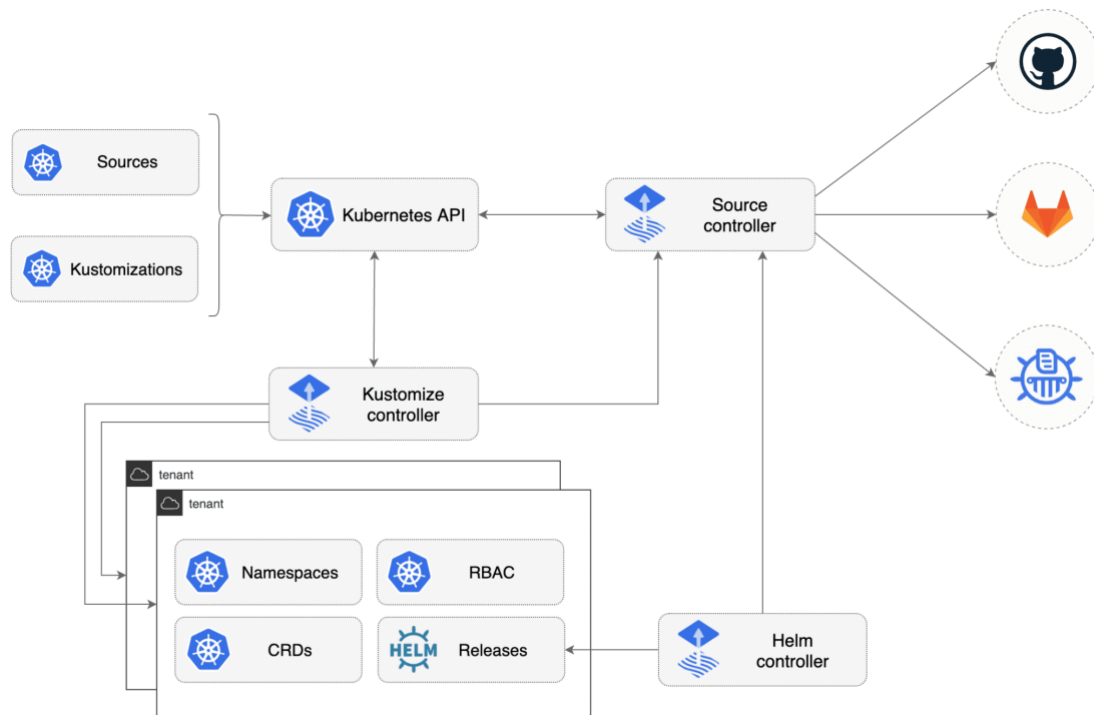 Sources
Kustomizations
Kubernetes API
Source
controller
Kustomize
controller
tenant
tenant
Namespaces
RBAC
CRDs
HELM
Releases
Helm
controller